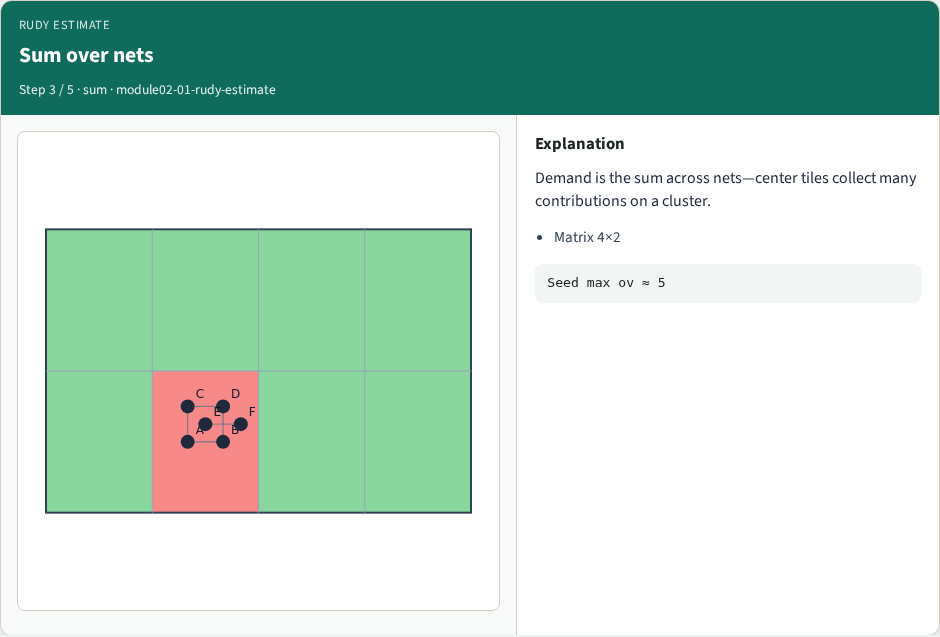 RUDY ESTIMATE
Sum over nets
Step 3 / 5 · sum · module02-01-rudy-estimate
C D
E F
A B
Explanation
Demand is the sum across nets—center tiles collect many
contributions on a cluster.
• Matrix 4×2
Seed max ov ≈ 5